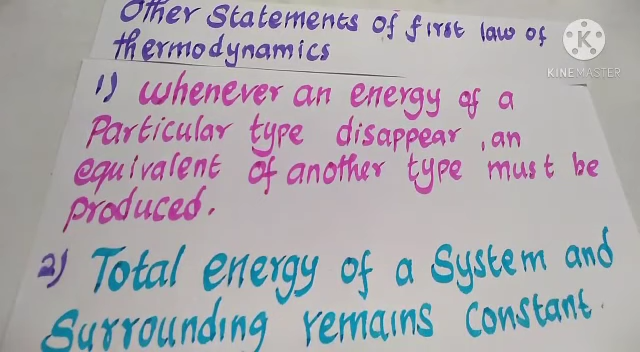 Other Statements of first law of
thermodynamics
1) Whenever an energy of a
Particular type disappear, an
equivalent of another type must be
produced.
2) Total energy of a System and
Surrounding remains Constant.
K
KINEMASTER